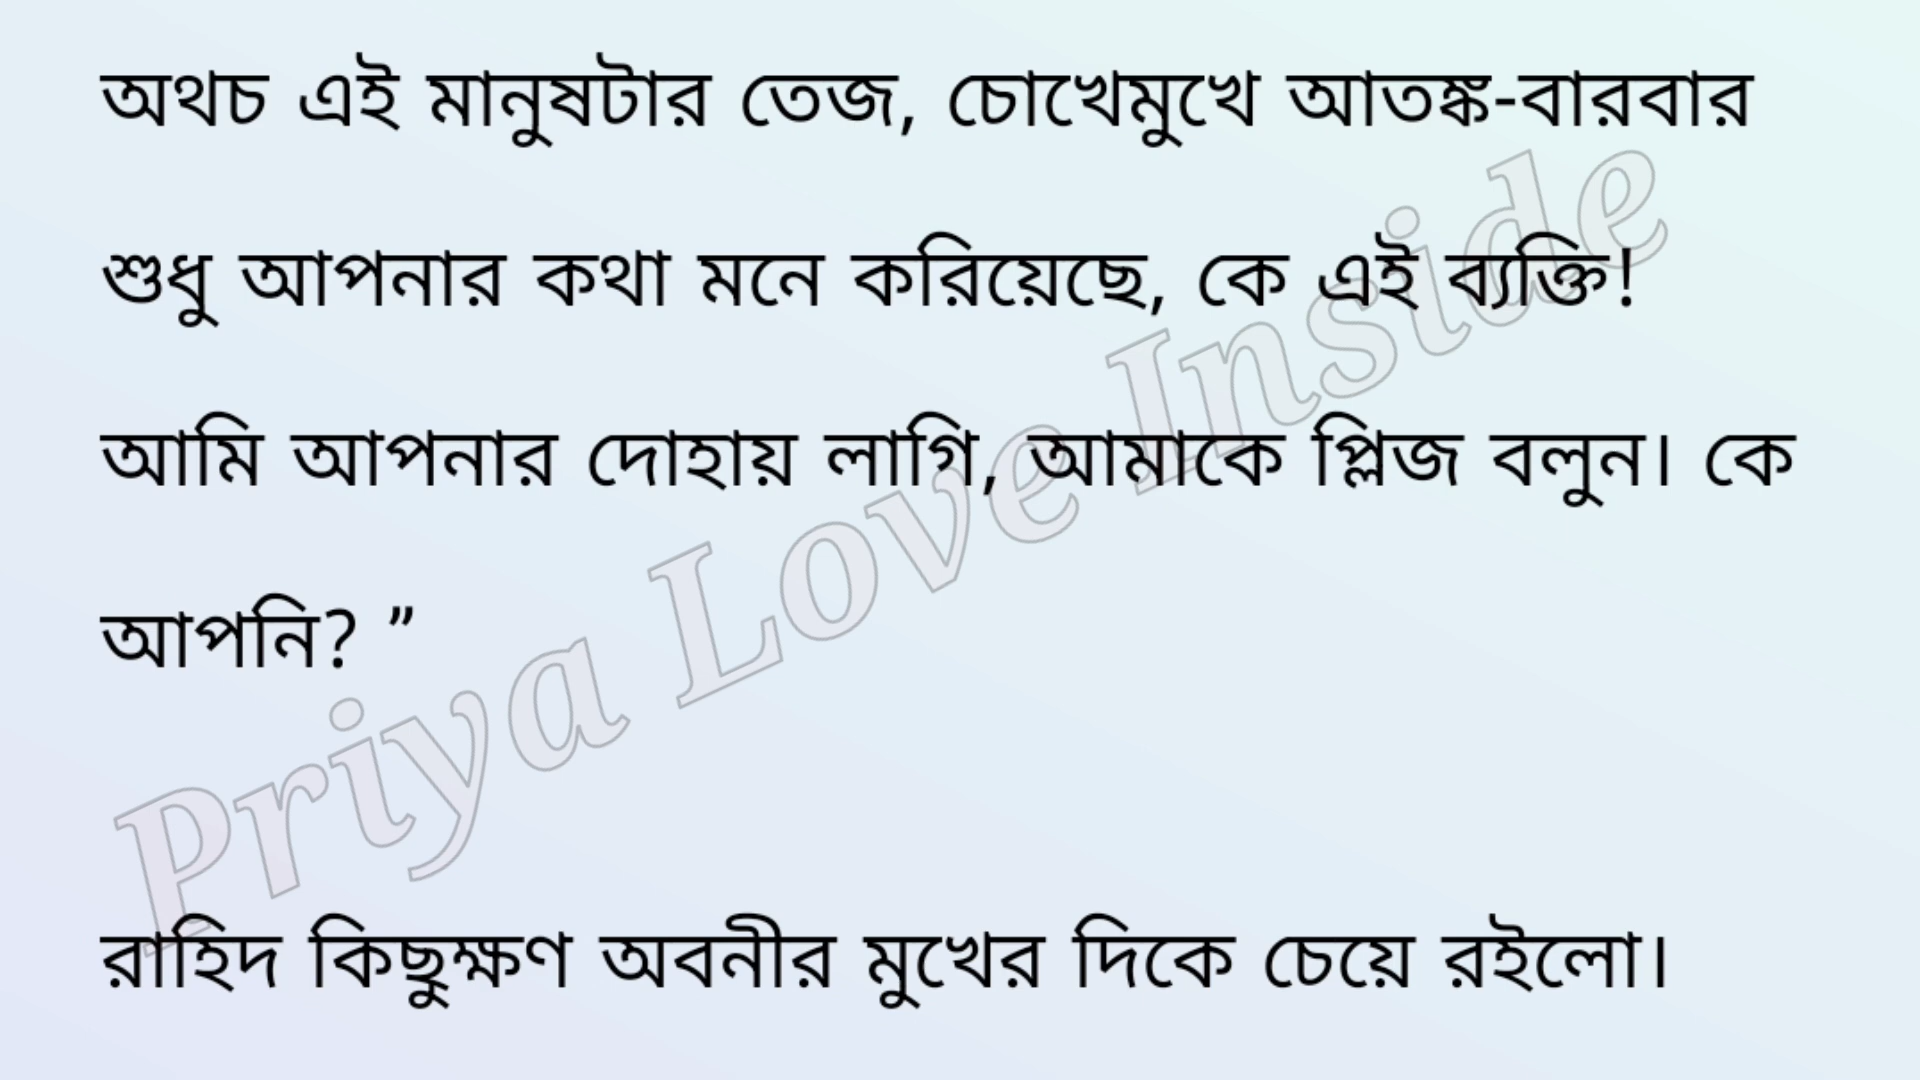 অথচ এই মানুষটার তেজ, চোখেমুখে আতঙ্ক-বারবার
শুধু আপনার কথা মনে করিয়েছে, কে এই ব্যক্তি!
আমি আপনার দোহায় লাগি, আমাকে প্লিজ বলুন। কে
আপনি? ”
Priya Love Inside
রাহিদ কিছুক্ষণ অবনীর মুখের দিকে চেয়ে রইলো।